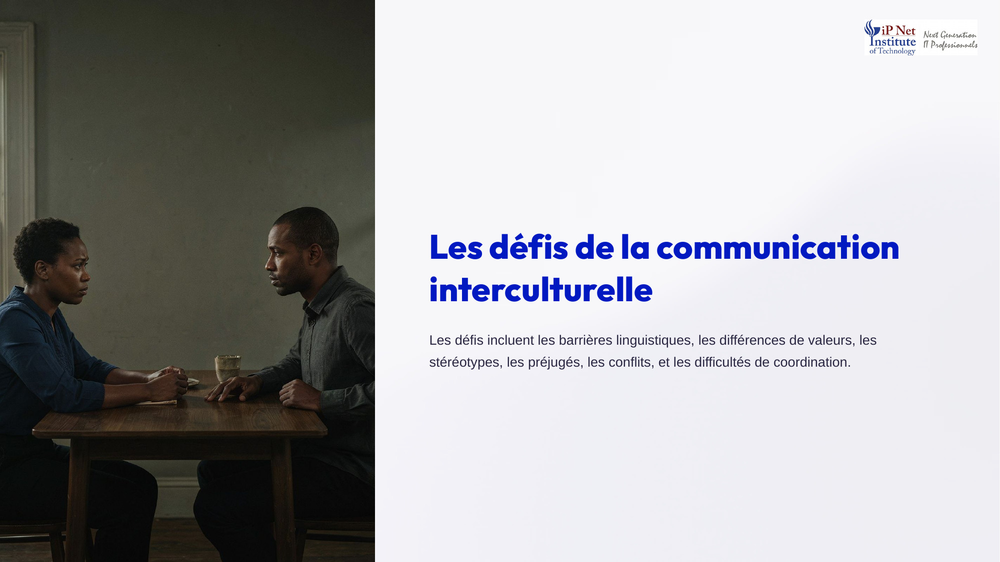 iP Net
Institute
of Technology
Next Generation
IT Professionnels
Les défis de la communication
interculturelle
Les défis incluent les barrières linguistiques, les différences de valeurs, les
stéréotypes, les préjugés, les conflits, et les difficultés de coordination.